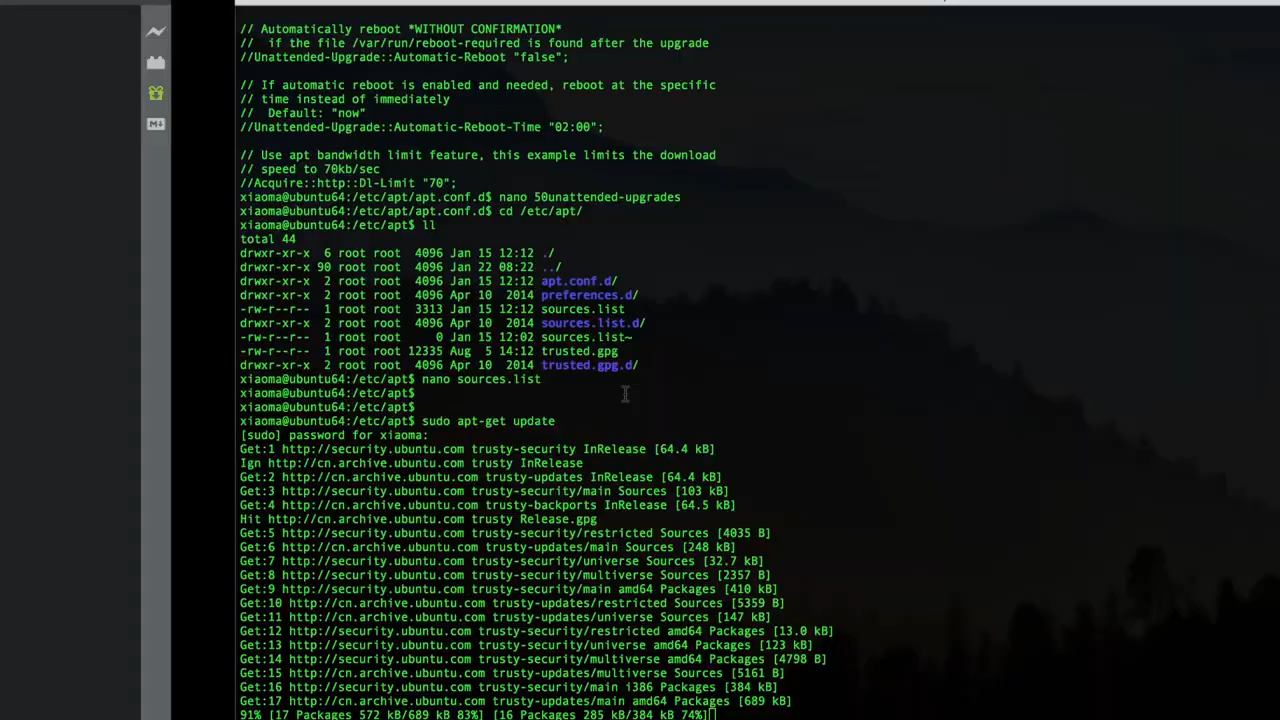 // Automatically reboot *WITHOUT CONFIRMATION*
//  if the file /var/run/reboot-required is found after the upgrade
//Unattended-Upgrade::Automatic-Reboot "false";
// If automatic reboot is enabled and needed, reboot at the specific
// time instead of immediately
//  Default: "now"
//Unattended-Upgrade::Automatic-Reboot-Time "02:00";
// Use apt bandwidth limit feature, this example limits the download
// speed to 70kb/sec
//Acquire::http::Dl-Limit "70";
xiaoma@ubuntu64:/etc/apt/apt.conf.d$ nano 50unattended-upgrades
xiaoma@ubuntu64:/etc/apt/apt.conf.d$ cd /etc/apt/
xiaoma@ubuntu64:/etc/apt$ ll
total 44
drwxr-xr-x  6 root root  4096 Jan 15 12:12 ./
drwxr-xr-x 90 root root  4096 Jan 22 08:22 ../
drwxr-xr-x  2 root root  4096 Jan 15 12:12 apt.conf.d/
drwxr-xr-x  2 root root  4096 Apr 10  2014 preferences.d/
-rw-r--r--  1 root root  3313 Jan 15 12:12 sources.list
drwxr-xr-x  2 root root  4096 Apr 10  2014 sources.list.d/
-rw-r--r--  1 root root     0 Jan 15 12:02 sources.list~
-rw-r--r--  1 root root 12335 Aug  5 14:12 trusted.gpg
drwxr-xr-x  2 root root  4096 Apr 10  2014 trusted.gpg.d/
xiaoma@ubuntu64:/etc/apt$ nano sources.list
xiaoma@ubuntu64:/etc/apt$
xiaoma@ubuntu64:/etc/apt$
xiaoma@ubuntu64:/etc/apt$ sudo apt-get update
[sudo] password for xiaoma:
Get:1 http://security.ubuntu.com trusty-security InRelease [64.4 kB]
Ign http://cn.archive.ubuntu.com trusty InRelease
Get:2 http://cn.archive.ubuntu.com trusty-updates InRelease [64.4 kB]
Get:3 http://security.ubuntu.com trusty-security/main Sources [103 kB]
Get:4 http://cn.archive.ubuntu.com trusty-backports InRelease [64.5 kB]
Hit http://cn.archive.ubuntu.com trusty Release.gpg
Get:5 http://security.ubuntu.com trusty-security/restricted Sources [4035 B]
Get:6 http://cn.archive.ubuntu.com trusty-updates/main Sources [248 kB]
Get:7 http://security.ubuntu.com trusty-security/universe Sources [32.7 kB]
Get:8 http://security.ubuntu.com trusty-security/multiverse Sources [2357 B]
Get:9 http://security.ubuntu.com trusty-security/main amd64 Packages [410 kB]
Get:10 http://cn.archive.ubuntu.com trusty-updates/restricted Sources [5359 B]
Get:11 http://cn.archive.ubuntu.com trusty-updates/universe Sources [147 kB]
Get:12 http://security.ubuntu.com trusty-security/restricted amd64 Packages [13.0 kB]
Get:13 http://security.ubuntu.com trusty-security/universe amd64 Packages [123 kB]
Get:14 http://security.ubuntu.com trusty-security/multiverse amd64 Packages [4798 B]
Get:15 http://cn.archive.ubuntu.com trusty-updates/multiverse Sources [5161 B]
Get:16 http://security.ubuntu.com trusty-security/main i386 Packages [384 kB]
Get:17 http://cn.archive.ubuntu.com trusty-updates/main amd64 Packages [689 kB]
91% [17 Packages 572 kB/689 kB 83%] [16 Packages 285 kB/384 kB 74%]
M↓